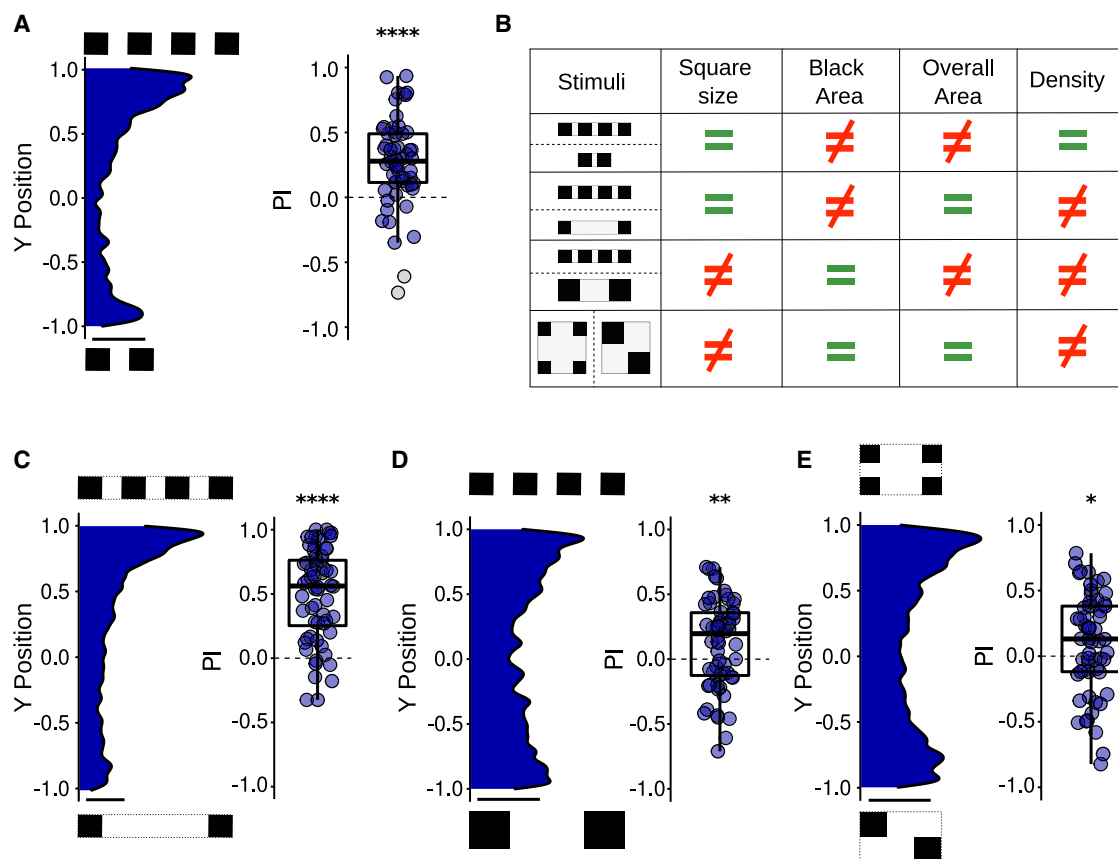 A
B
****
Y Position
1.0
0.5
0.0
-0.5
-1.0
PI
1.0
0.5
0.0
-0.5
-1.0
Stimuli
Square size
Black Area
Overall Area
Density
= ≠ ≠ =
= ≠ = ≠
≠ = ≠ ≠
≠ = = ≠
C
D
E
****
Y Position
1.0
0.5
0.0
-0.5
-1.0
PI
1.0
0.5
0.0
-0.5
-1.0
**
Y Position
1.0
0.5
0.0
-0.5
-1.0
PI
1.0
0.5
0.0
-0.5
-1.0
*
Y Position
1.0
0.5
0.0
-0.5
-1.0
PI
1.0
0.5
0.0
-0.5
-1.0